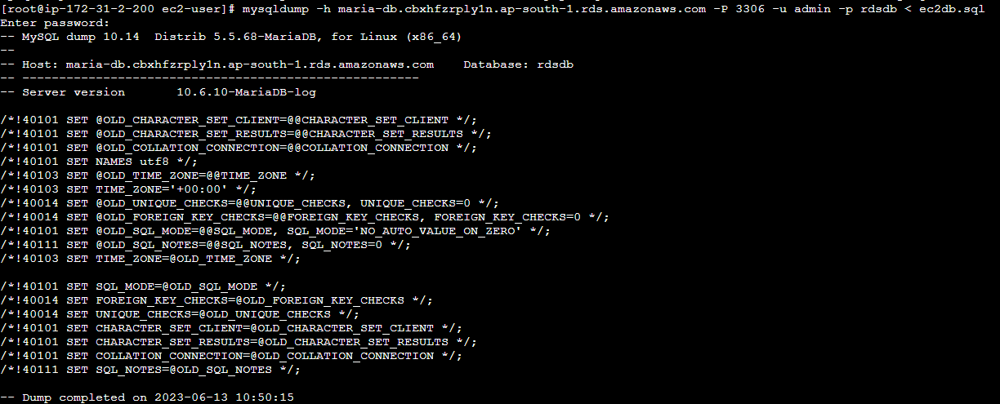 [root@ip-172-31-2-200 ec2-user]# mysqldump -h maria-db.cbxhfzrply1n.ap-south-1.rds.amazonaws.com -P 3306 -u admin -p rdsdb < ec2db.sql
Enter password:
-- MySQL dump 10.14  Distrib 5.5.68-MariaDB, for Linux (x86_64)
--
-- Host: maria-db.cbxhfzrply1n.ap-south-1.rds.amazonaws.com    Database: rdsdb
-- ------------------------------------------------------
-- Server version       10.6.10-MariaDB-log

/*!40101 SET @OLD_CHARACTER_SET_CLIENT=@@CHARACTER_SET_CLIENT */;
/*!40101 SET @OLD_CHARACTER_SET_RESULTS=@@CHARACTER_SET_RESULTS */;
/*!40101 SET @OLD_COLLATION_CONNECTION=@@COLLATION_CONNECTION */;
/*!40101 SET NAMES utf8 */;
/*!40103 SET @OLD_TIME_ZONE=@@TIME_ZONE */;
/*!40103 SET TIME_ZONE='+00:00' */;
/*!40014 SET @OLD_UNIQUE_CHECKS=@@UNIQUE_CHECKS, UNIQUE_CHECKS=0 */;
/*!40014 SET @OLD_FOREIGN_KEY_CHECKS=@@FOREIGN_KEY_CHECKS, FOREIGN_KEY_CHECKS=0 */;
/*!40101 SET @OLD_SQL_MODE=@@SQL_MODE, SQL_MODE='NO_AUTO_VALUE_ON_ZERO' */;
/*!40111 SET @OLD_SQL_NOTES=@@SQL_NOTES, SQL_NOTES=0 */;
/*!40103 SET TIME_ZONE=@OLD_TIME_ZONE */;

/*!40101 SET SQL_MODE=@OLD_SQL_MODE */;
/*!40014 SET FOREIGN_KEY_CHECKS=@OLD_FOREIGN_KEY_CHECKS */;
/*!40014 SET UNIQUE_CHECKS=@OLD_UNIQUE_CHECKS */;
/*!40101 SET CHARACTER_SET_CLIENT=@OLD_CHARACTER_SET_CLIENT */;
/*!40101 SET CHARACTER_SET_RESULTS=@OLD_CHARACTER_SET_RESULTS */;
/*!40101 SET COLLATION_CONNECTION=@OLD_COLLATION_CONNECTION */;
/*!40111 SET SQL_NOTES=@OLD_SQL_NOTES */;

-- Dump completed on 2023-06-13 10:50:15